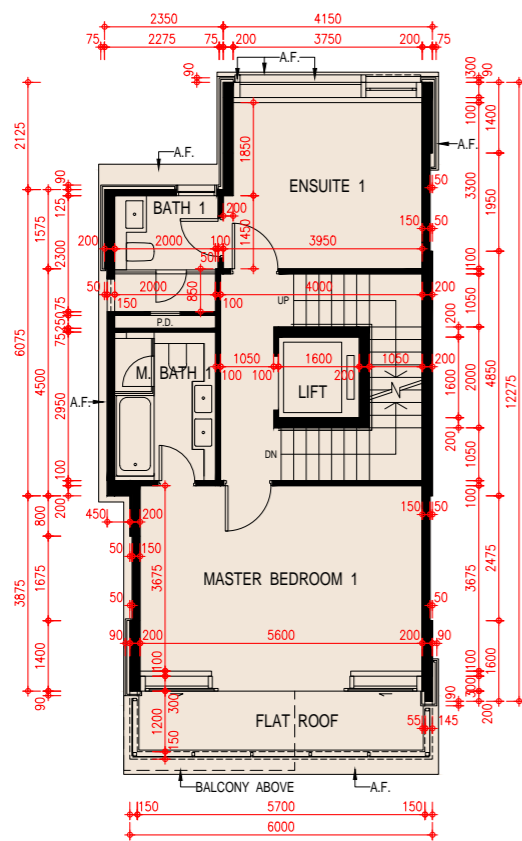 2350 4150
75 2275 75 200 3750 200 75
90 A.F. 300 90
100
2125 1850 1400
A.F. A.F.
ENSUITE 1 3300
90 50
125 BATH 1 200 1950
1575 1450 150 50
200 2000 100 3950
2300 50 100
50 2000 850 4000 200
150 100 UP 200 1050
75
250 P.D.
75 1050 1600 1050 200
6075 M. BATH 1 100 100 200 1600 2000 4850 12275
4500 LIFT
A.F. 2950
200
DN 1050
100 100
200 150 50
800 450 200
50 150 2475
3875 1675 3675
MASTER BEDROOM 1
50 50
90 200 5600 200 90
1400 100 100 1600
90 300 90 300
1200 FLAT ROOF 200
150 55 145
BALCONY ABOVE A.F.
150 5700 150
6000